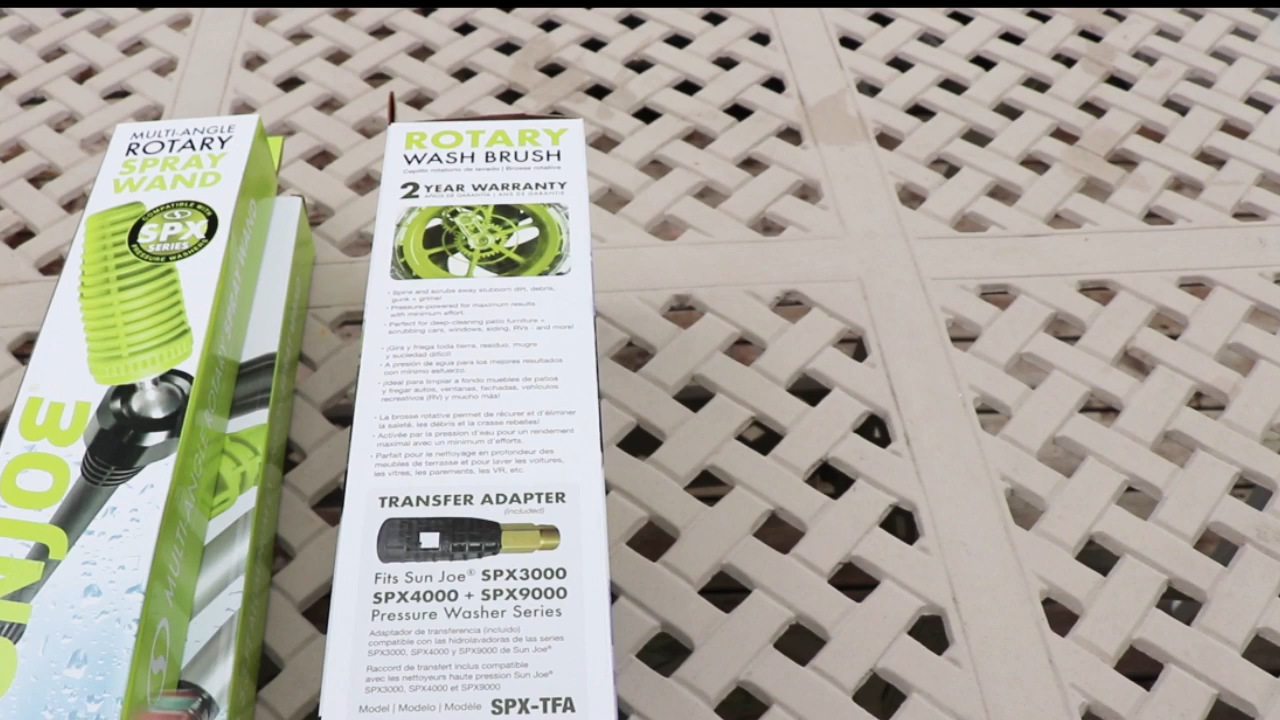 MULTI-ANGLE
ROTARY
SPRAY
WAND
COMPATIBLE WITH
SPX
SERIES
PRESSURE WASHERS
MULTI-ANGLE
SPRAY WAND
ROTARY
WASH BRUSH
Cepillo rotatorio de lavado | Brosse rotative
2 YEAR WARRANTY
AÑOS DE GARANTÍA | ANS DE GARANTIE
• Spins and scrubs away stubborn dirt, debris,
gunk + grime!
• Pressure-powered for maximum results
with minimum effort
• Perfect for deep-cleaning patio furniture +
scrubbing cars, windows, siding, RVs - and more!
• ¡Gira y friega toda tierra, residuo, mugre
y suciedad difícil!
• A presión de agua para los mejores resultados
con mínimo esfuerzo.
• ¡Ideal para limpiar a fondo muebles de patios
y fregar autos, ventanas, fachadas, vehículos
recreativos (RV) y mucho más!
• La brosse rotative permet de récurer et d'éliminer
la saleté, les débris et la crasse rebelles!
• Activée par la pression d'eau pour un rendement
maximal avec un minimum d'efforts.
• Parfait pour le nettoyage en profondeur des
meubles de terrasse et pour laver les voitures,
les vitres, les parements, les VR, etc.
TRANSFER ADAPTER
(included)
Fits Sun Joe® SPX3000
SPX4000 + SPX9000
Pressure Washer Series
Adaptador de transferencia (incluido)
compatible con las hidrolavadoras de las series
SPX3000, SPX4000 y SPX9000 de Sun Joe®
Raccord de transfert inclus compatible
avec les nettoyeurs haute pression Sun Joe®
SPX3000, SPX4000 et SPX9000
Model | Modelo | Modèle SPX-TFA